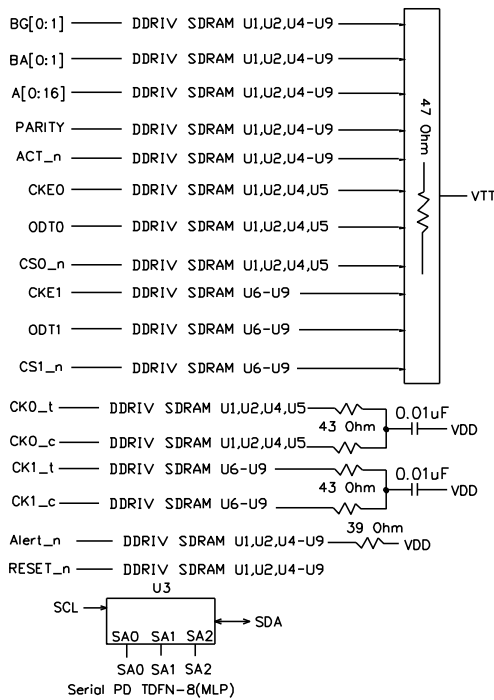 BG[0:1] DDRIV SDRAM U1,U2,U4-U9
BA[0:1] DDRIV SDRAM U1,U2,U4-U9
A[0:16] DDRIV SDRAM U1,U2,U4-U9
PARITY DDRIV SDRAM U1,U2,U4-U9
ACT_n DDRIV SDRAM U1,U2,U4-U9
CKE0 DDRIV SDRAM U1,U2,U4,U5
ODT0 DDRIV SDRAM U1,U2,U4,U5
CS0_n DDRIV SDRAM U1,U2,U4,U5
CKE1 DDRIV SDRAM U6-U9
ODT1 DDRIV SDRAM U6-U9
CS1_n DDRIV SDRAM U6-U9
47 Ohm
VTT
CK0_t DDRIV SDRAM U1,U2,U4,U5
43 Ohm
0.01uF
VDD
CK0_c DDRIV SDRAM U1,U2,U4,U5
CK1_t DDRIV SDRAM U6-U9
43 Ohm
0.01uF
VDD
CK1_c DDRIV SDRAM U6-U9
39 Ohm
Alert_n DDRIV SDRAM U1,U2,U4-U9 VDD
RESET_n DDRIV SDRAM U1,U2,U4-U9
U3
SCL
SDA
SA0 SA1 SA2
SA0 SA1 SA2
Serial PD TDFN-8(MLP)